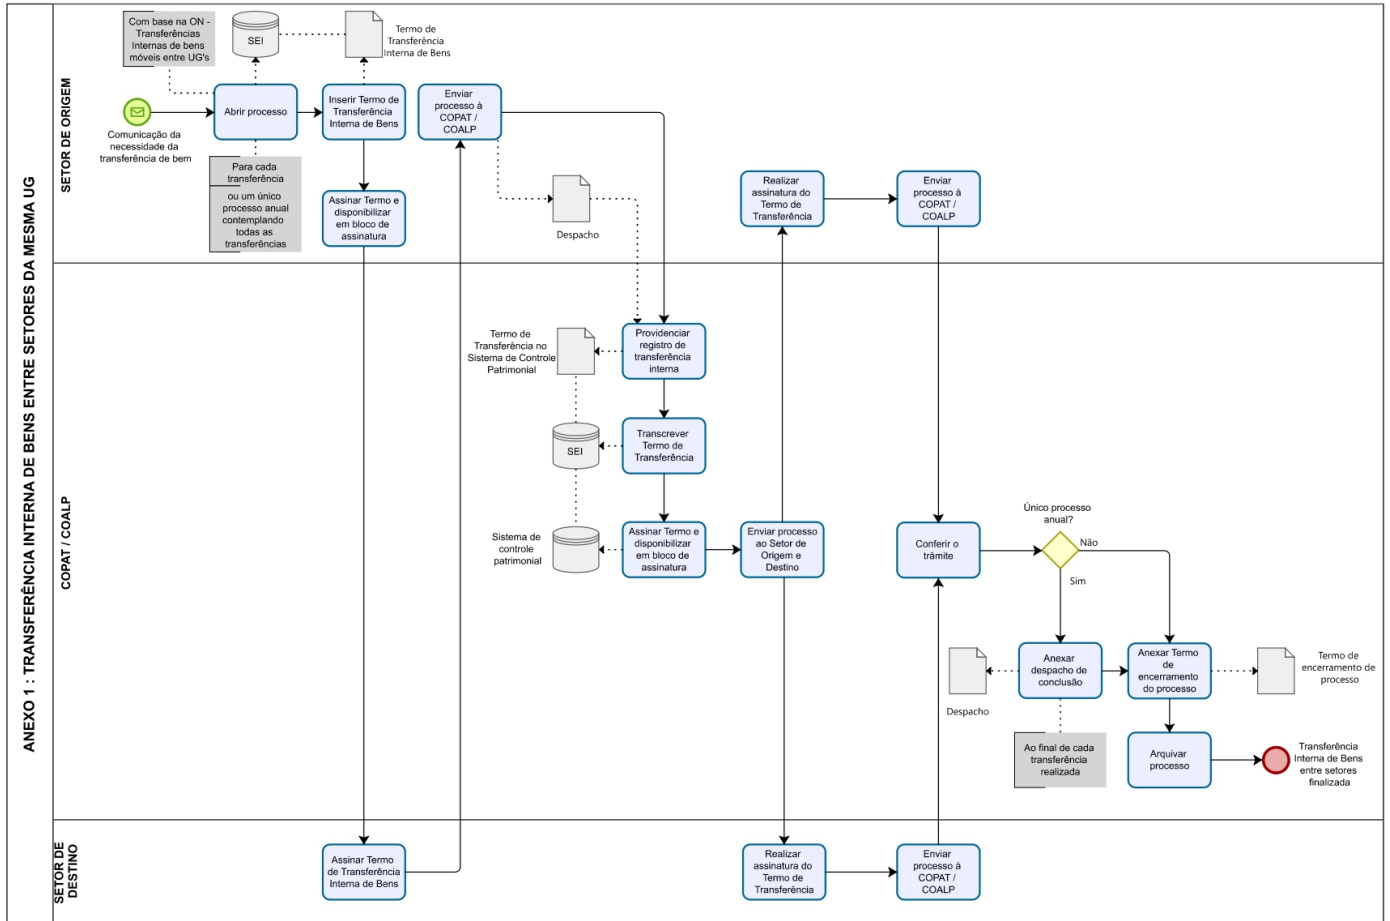 ANEXO 1 : TRANSFERÊNCIA INTERNA DE BENS ENTRE SETORES DA MESMA UG
SETOR DE ORIGEM
Com base na ON -
Transferências
Internas de bens
móveis entre UG's
SEI
Termo de
Transferência
Interna de Bens
Comunicação da
necessidade da
transferência de bem
Abrir processo
Inserir Termo de
Transferência
Interna de Bens
Enviar
processo à
COPAT /
COALP
Para cada
transferência
ou um único
processo anual
contemplando
todas as
transferências
Assinar Termo e
disponibilizar
em bloco de
assinatura
Despacho
Realizar
assinatura do
Termo de
Transferência
Enviar
processo à
COPAT /
COALP
COPAT / COALP
Termo de
Transferência no
Sistema de Controle
Patrimonial
Providenciar
registro de
transferência
interna
SEI
Transcrever
Termo de
Transferência
Sistema de
controle
patrimonial
Assinar Termo e
disponibilizar
em bloco de
assinatura
Enviar processo
ao Setor de
Origem e
Destino
Conferir o
trâmite
Único processo
anual?
Não
Sim
Despacho
Anexar
despacho de
conclusão
Anexar Termo
de
encerramento
do processo
Termo de
encerramento de
processo
Ao final de cada
transferência
realizada
Arquivar
processo
Transferência
Interna de Bens
entre setores
finalizada
SETOR DE
DESTINO
Assinar Termo
de Transferência
Interna de Bens
Realizar
assinatura do
Termo de
Transferência
Enviar
processo à
COPAT /
COALP